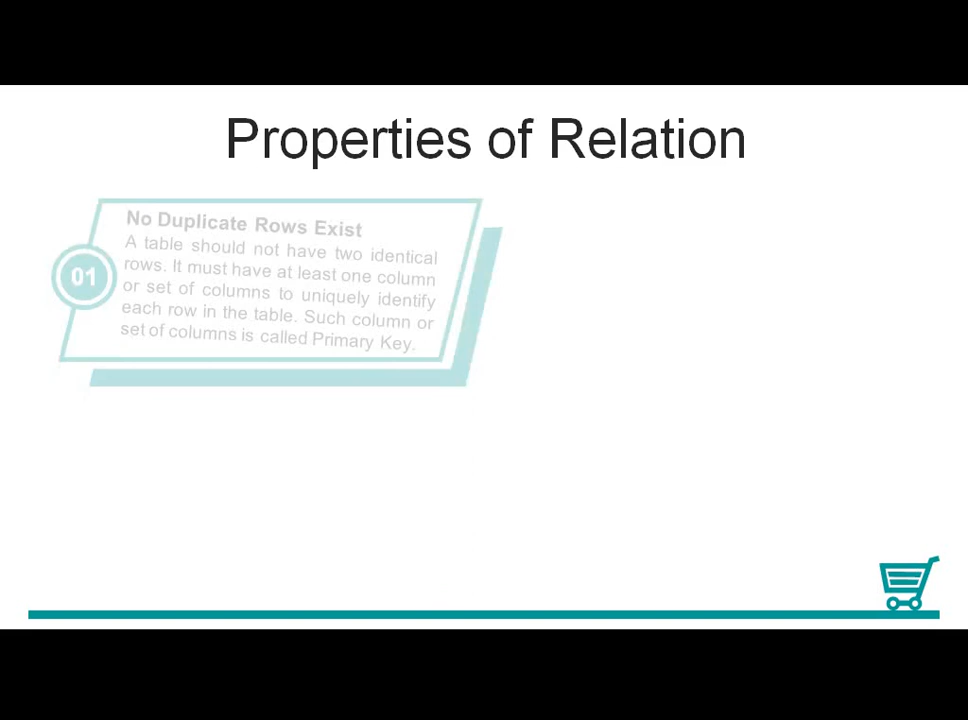 Properties of Relation
No Duplicate Rows Exist
A table should not have two identical
rows. It must have at least one column
or set of columns to uniquely identify
each row in the table. Such column or
set of columns is called Primary Key.
01